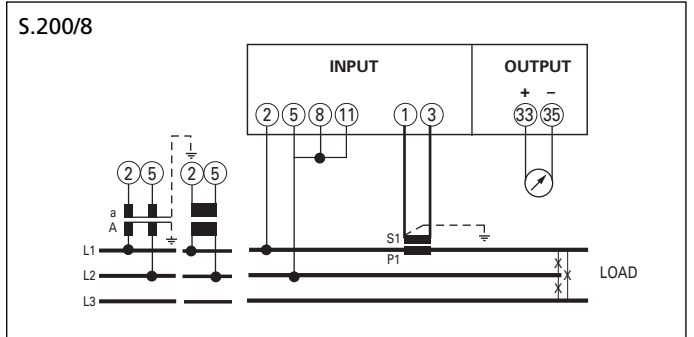 S.200/8
INPUT OUTPUT
+ −
2 5 8 11 1 3 33 35
2 5 2 5
a
A
S1
L1
P1
L2
LOAD
L3